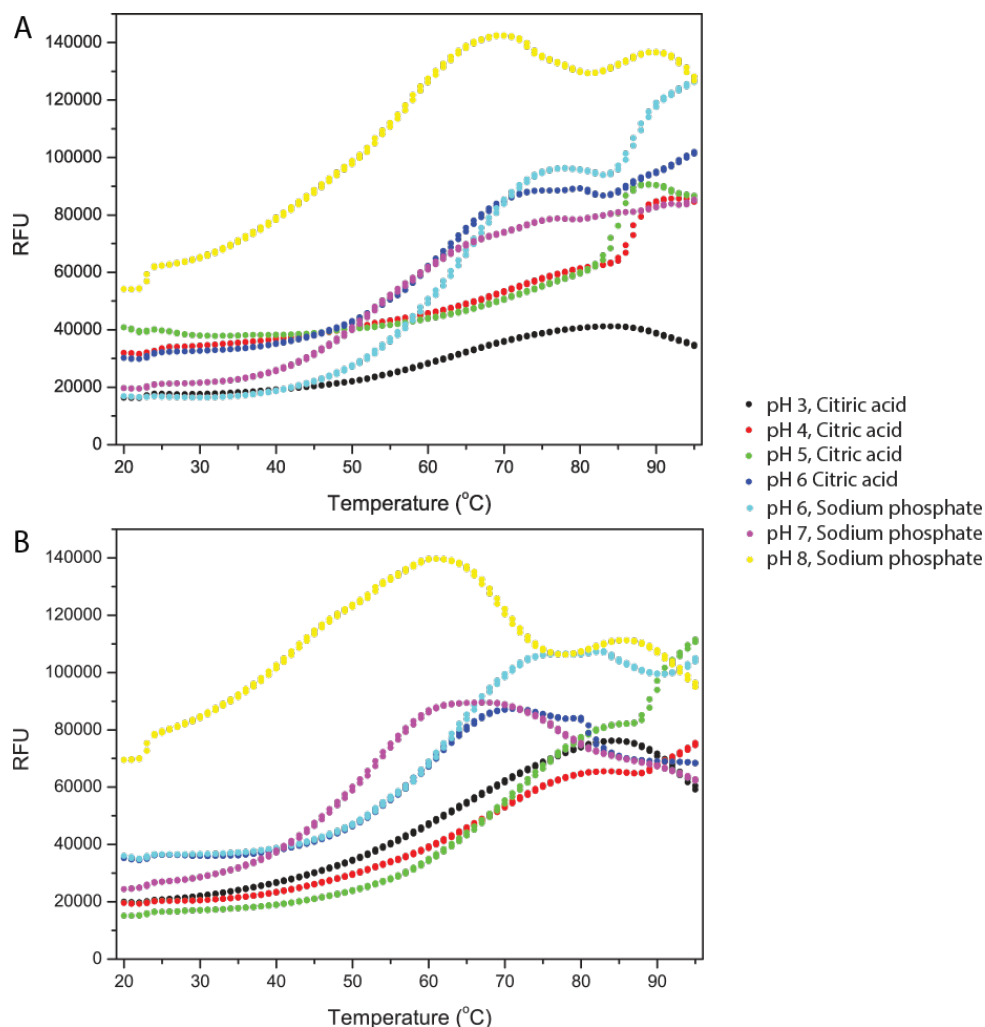 A
140000
120000
100000
80000
60000
40000
20000
0
RFU
20 30 40 50 60 70 80 90
Temperature (°C)
pH 3, Citiric acid
pH 4, Citric acid
pH 5, Citric acid
pH 6 Citric acid
pH 6, Sodium phosphate
pH 7, Sodium phosphate
pH 8, Sodium phosphate
B
140000
120000
100000
80000
60000
40000
20000
0
RFU
20 30 40 50 60 70 80 90
Temperature (°C)